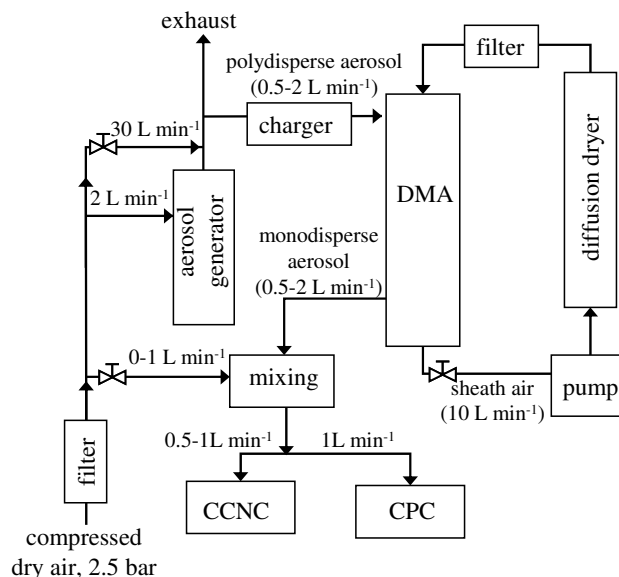 exhaust
polydisperse aerosol
(0.5-2 L min-1)
filter
30 L min-1
charger
2 L min-1
aerosol
generator
DMA
diffusion dryer
monodisperse
aerosol
(0.5-2 L min-1)
0-1 L min-1
mixing
sheath air
(10 L min-1)
pump
filter
0.5-1L min-1
1L min-1
CCNC
CPC
compressed
dry air, 2.5 bar